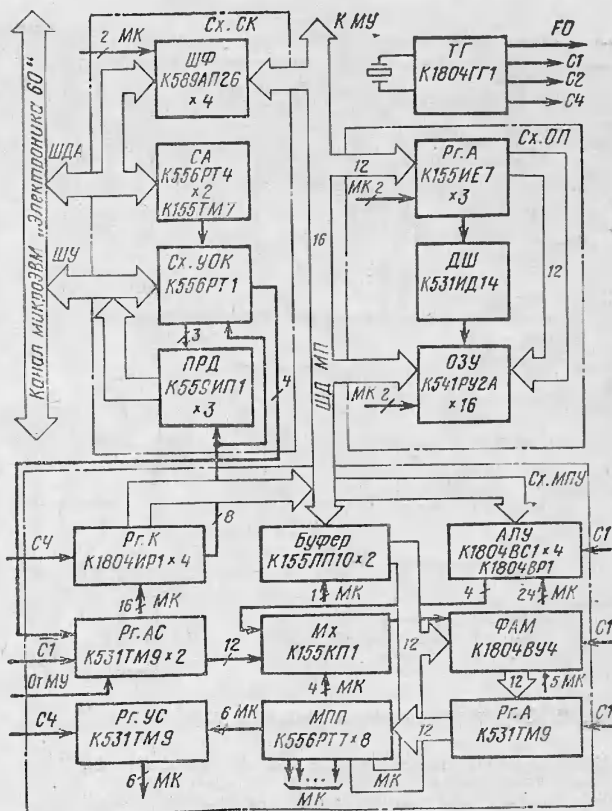 Сх. СК
2 МК
ШФ
К589АП26
×4
К МУ
ТГ
К1804ГГ1
F0
С1
С2
С4
Канал микроЭВМ „Электроника 60“
ШДА
СА
К556РТ4
×2
К155ТМ7
Сх. ОП
12
МК 2
Рг. А
К155ИЕ7
×3
16
12
ШУ
Сх. УОК
К556РТ1
ДШ
К531ИД14
3
ПРД
К559ИП1
×3
4
ШД МП
МК 2
ОЗУ
К541РУ2А
×16
Сх. МПУ
8
С4
Рг. К
К1804ИР1×4
Буфер
К155ЛП10×2
АЛУ
К1804ВС1×4
К1804ВР1
С1
16 МК
1 МК
4
24 МК
С1
Рг. АС
К531ТМ9×2
12
Мх
К155КП1
12
ФАМ
К1804ВУ4
С1
От МУ
4 МК
12
5 МК
С4
Рг. УС
К531ТМ9
6 МК
МПП
К556РТ7×8
12
Рг. А
К531ТМ9
С1
6 МК
...
МК
МК